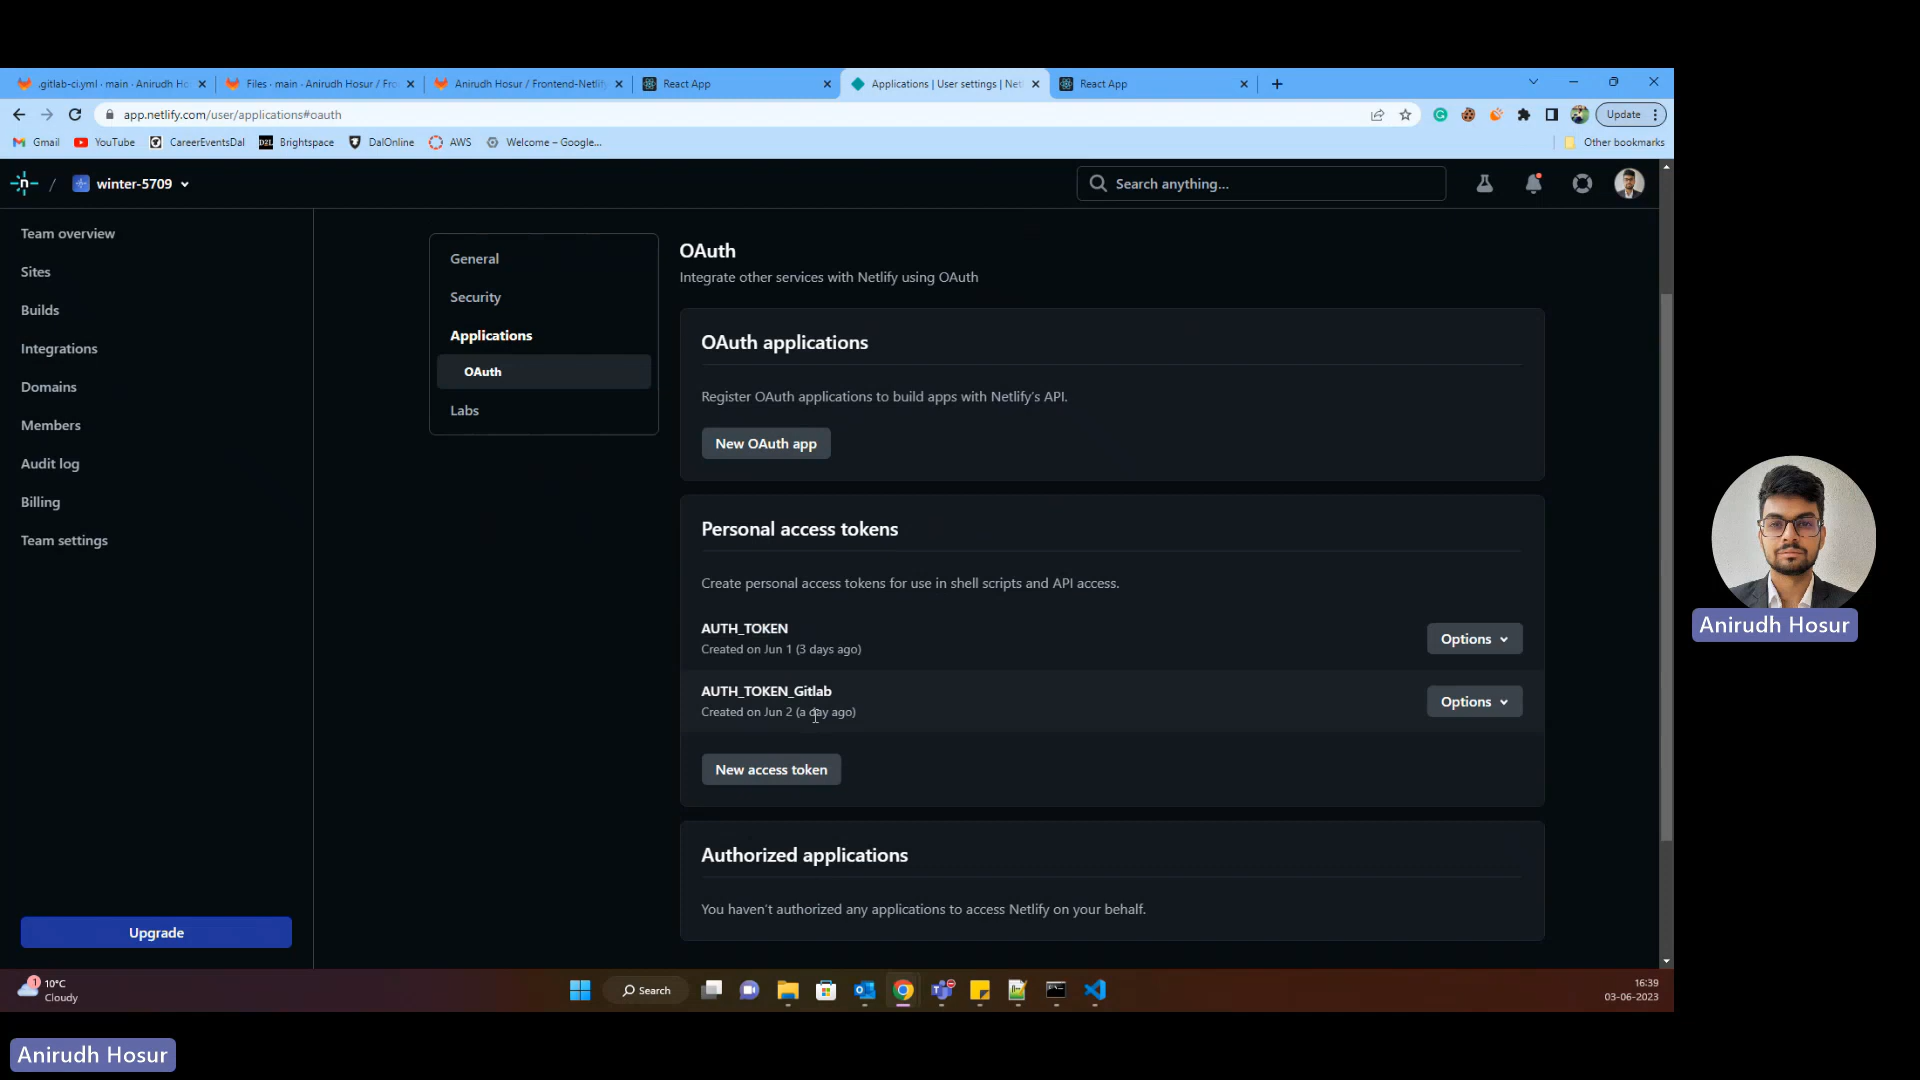 .gitlab-ci.yml · main · Anirudh Ho
Files · main · Anirudh Hosur / Fro
Anirudh Hosur / Frontend-Netlify
React App
Applications | User settings | Net
React App
app.netlify.com/user/applications#oauth
Update
Gmail
YouTube
CareerEventsDal
Brightspace
DalOnline
AWS
Welcome – Google...
Other bookmarks
/
winter-5709
Search anything...
Team overview
Sites
Builds
Integrations
Domains
Members
Audit log
Billing
Team settings
Upgrade
General
Security
Applications
OAuth
Labs
OAuth
Integrate other services with Netlify using OAuth
OAuth applications
Register OAuth applications to build apps with Netlify's API.
New OAuth app
Personal access tokens
Create personal access tokens for use in shell scripts and API access.
AUTH_TOKEN
Created on Jun 1 (3 days ago)
Options
AUTH_TOKEN_Gitlab
Created on Jun 2 (a day ago)
Options
New access token
Authorized applications
You haven't authorized any applications to access Netlify on your behalf.
Anirudh Hosur
1
10°C
Cloudy
Search
16:39
03-06-2023
Anirudh Hosur